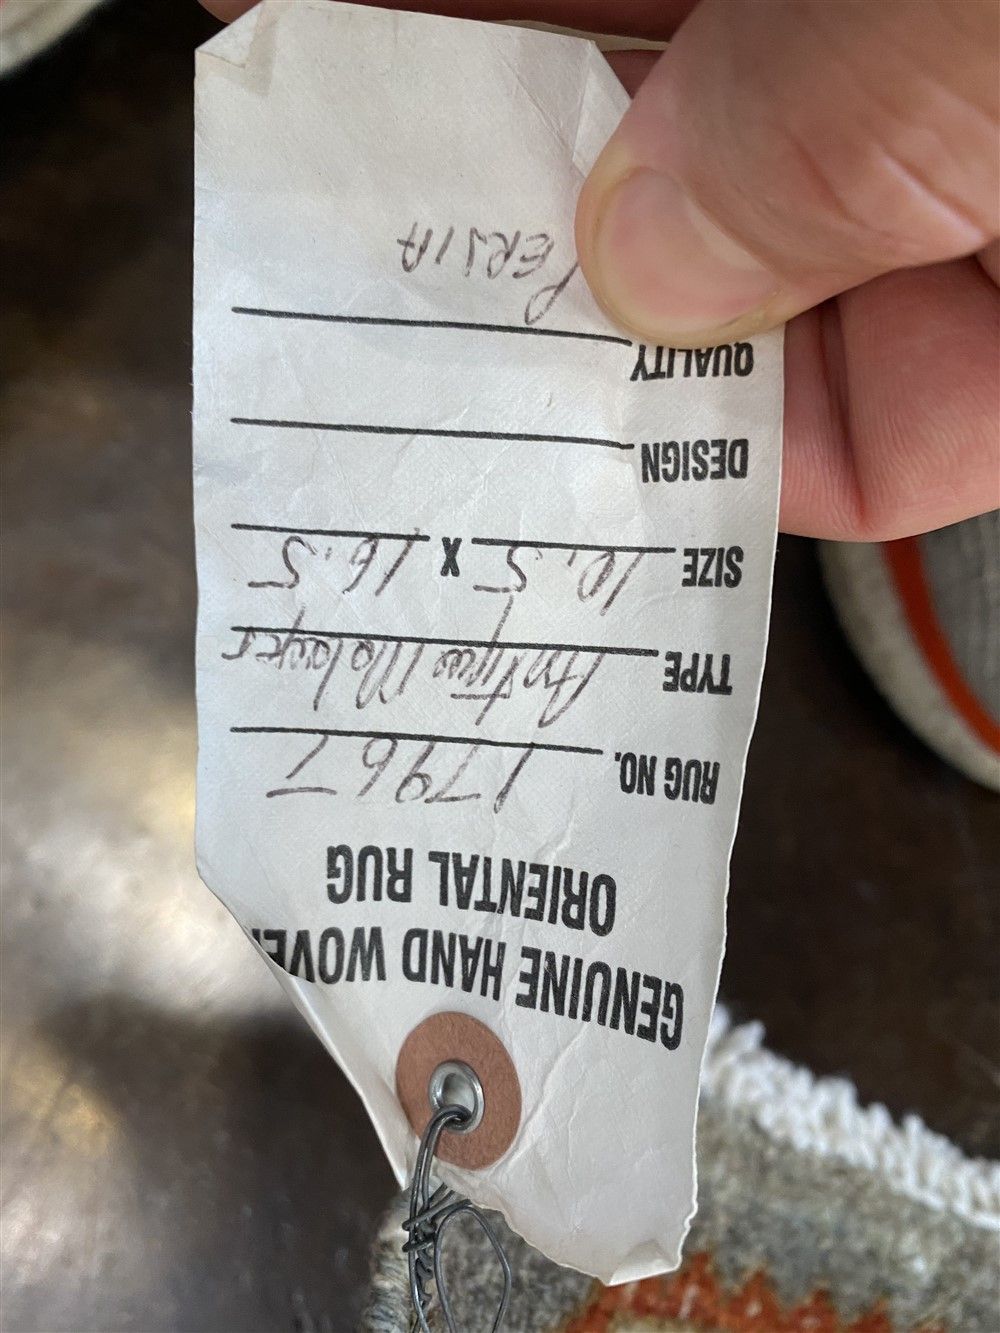 GENUINE HAND WOVEN
ORIENTAL RUG
RUG NO. 17967
TYPE Antique Malayer
SIZE 10.5 X 16.5
DESIGN
QUALITY
PERSIA